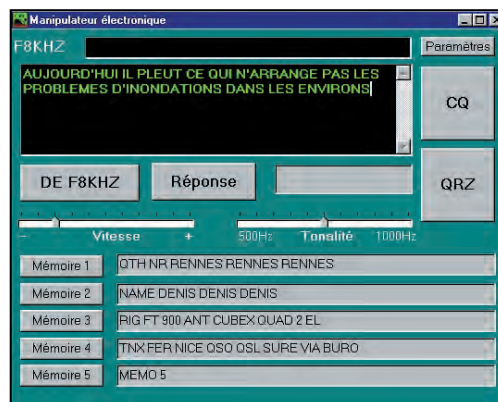 Manipulateur électronique
F8KHZ
Paramètres
AUJOURD'HUI IL PLEUT CE QUI N'ARRANGE PAS LES
PROBLEMES D'INONDATIONS DANS LES ENVIRONS
CQ
DE F8KHZ
Réponse
QRZ
- Vitesse +
500Hz Tonalité 1000Hz
Mémoire 1
QTH NR RENNES RENNES RENNES
Mémoire 2
NAME DENIS DENIS DENIS
Mémoire 3
RIG FT 900 ANT CUBEX QUAD 2 EL
Mémoire 4
TNX FER NICE QSO QSL SURE VIA BURO
Mémoire 5
MEMO 5